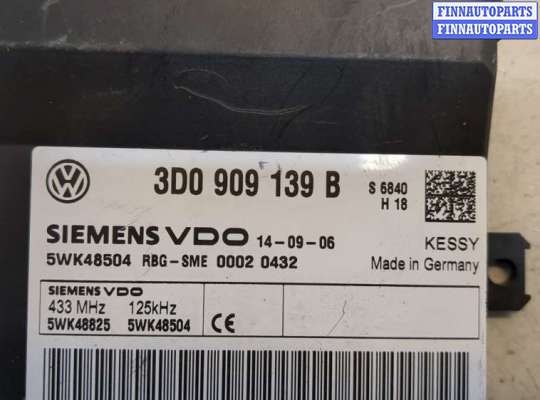 FINNAUTOPARTS
FINNAUTOPARTS
3D0 909 139 B
S 6840
H 18
SIEMENS VDO 14-09-06
KESSY
5WK48504 RBG-SME 00002 0432
Made in Germany
SIEMENS VDO
433 MHz 125kHz
5WK48825 5WK48504
CE